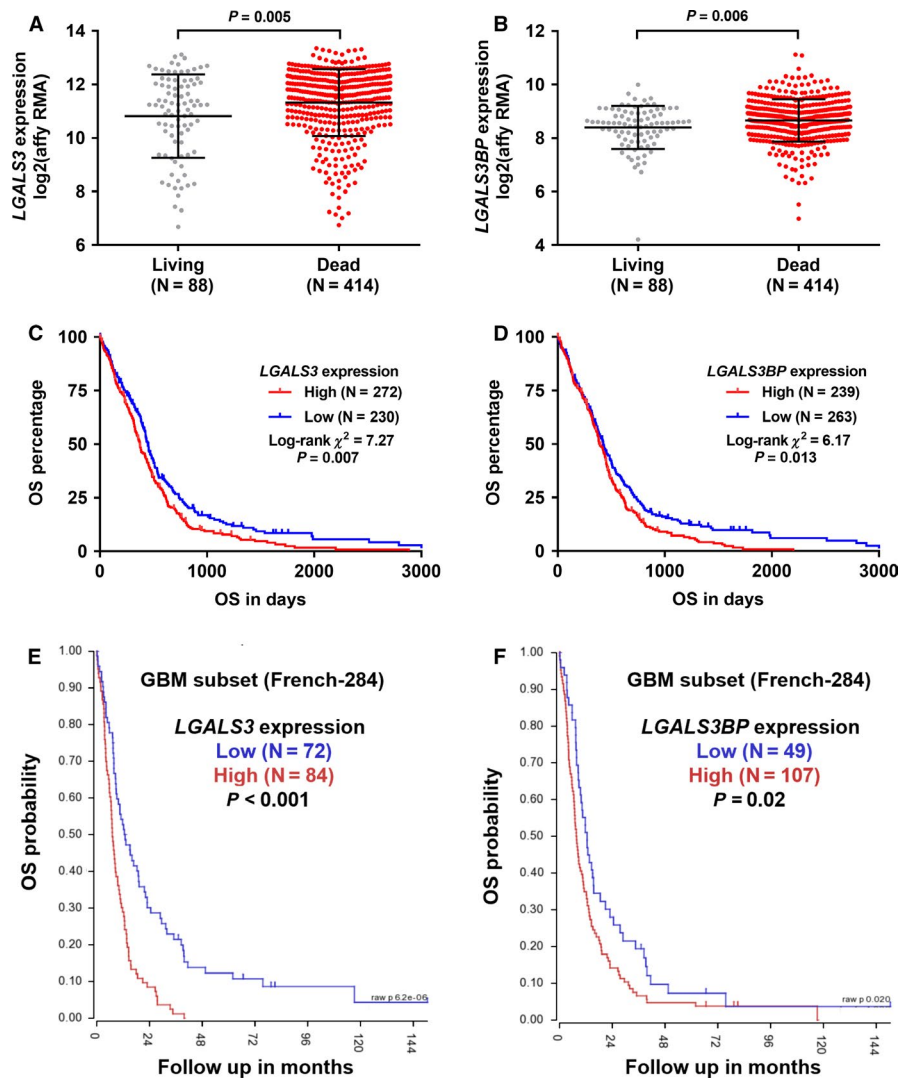 A
P = 0.005
LGALS3 expression
log2(affy RMA)
14
12
10
8
6
Living
(N = 88)
Dead
(N = 414)
B
P = 0.006
LGALS3BP expression
log2(affy RMA)
12
10
8
6
4
Living
(N = 88)
Dead
(N = 414)
C
OS percentage
100
75
50
25
0
LGALS3 expression
High (N = 272)
Low (N = 230)
Log-rank χ² = 7.27
P = 0.007
0 1000 2000 3000
OS in days
D
OS percentage
100
75
50
25
0
LGALS3BP expression
High (N = 239)
Low (N = 263)
Log-rank χ² = 6.17
P = 0.013
0 1000 2000 3000
OS in days
E
OS probability
1.00
0.90
0.80
0.70
0.60
0.50
0.40
0.30
0.20
0.10
0.00
GBM subset (French-284)
LGALS3 expression
Low (N = 72)
High (N = 84)
P < 0.001
raw p 6.2e-06
0 24 48 72 96 120 144
Follow up in months
F
OS probability
1.00
0.90
0.80
0.70
0.60
0.50
0.40
0.30
0.20
0.10
0.00
GBM subset (French-284)
LGALS3BP expression
Low (N = 49)
High (N = 107)
P = 0.02
raw p 0.020
0 24 48 72 96 120 144
Follow up in months